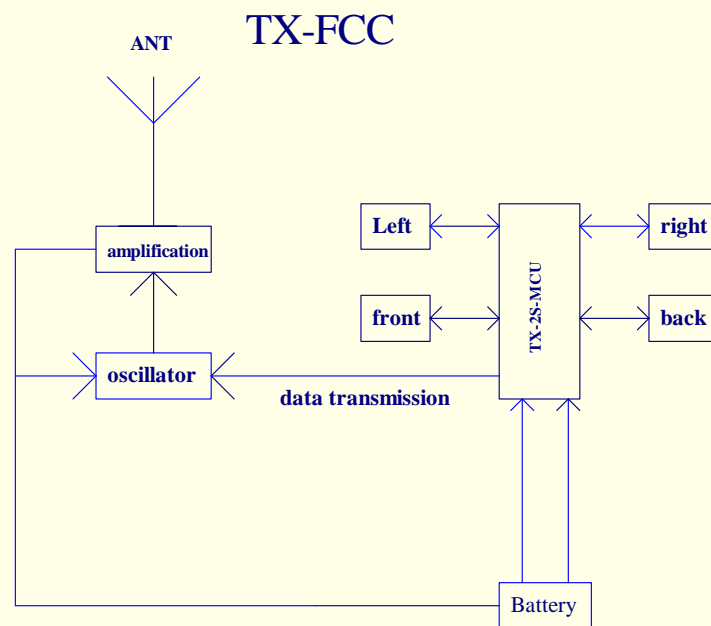 TX-FCC
ANT
Left
right
amplification
TX-2S-MCU
front
back
oscillator
data transmission
Battery